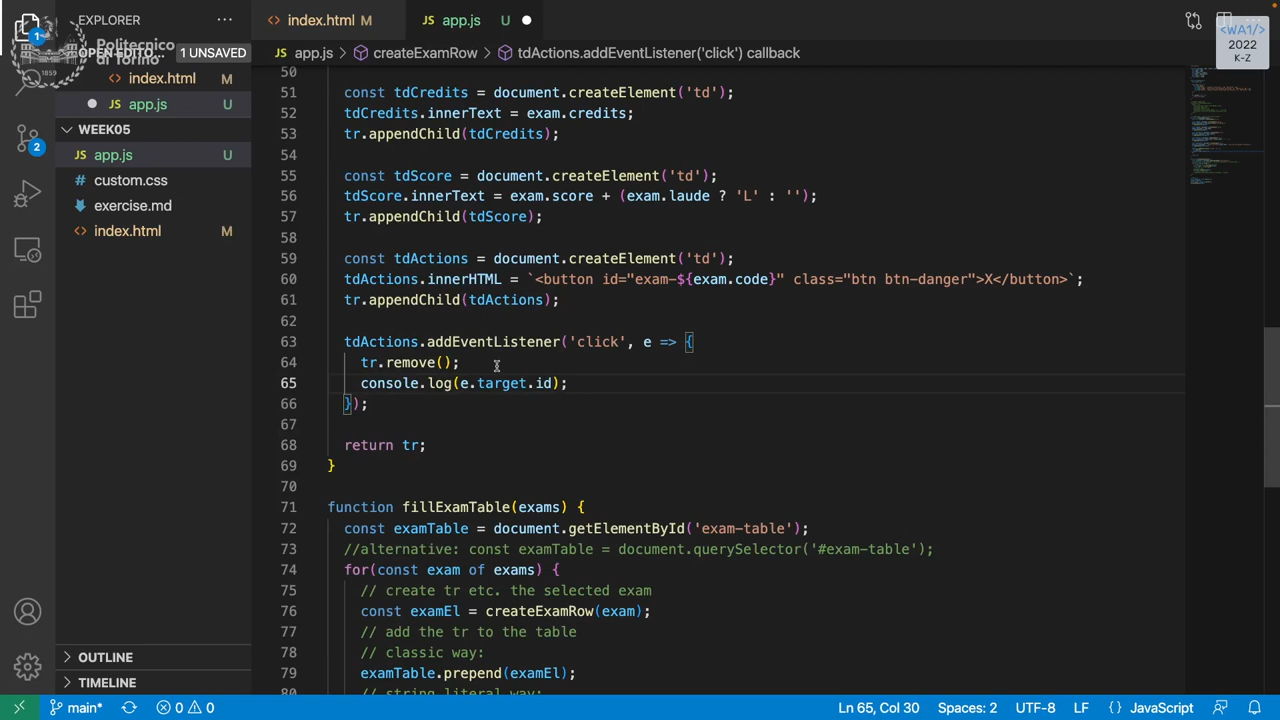 EXPLORER
index.html M
app.js U
<WA1/>
2022
K-Z
1
Politecnico
di Torino
1859
OPEN EDITO...
1 UNSAVED
index.html M
app.js U
WEEK05
app.js U
custom.css
exercise.md
index.html M
2
OUTLINE
TIMELINE
app.js > createExamRow > tdActions.addEventListener('click') callback
50
51 const tdCredits = document.createElement('td');
52 tdCredits.innerText = exam.credits;
53 tr.appendChild(tdCredits);
54
55 const tdScore = document.createElement('td');
56 tdScore.innerText = exam.score + (exam.laude ? 'L' : '');
57 tr.appendChild(tdScore);
58
59 const tdActions = document.createElement('td');
60 tdActions.innerHTML = `<button id="exam-${exam.code}" class="btn btn-danger">X</button>`;
61 tr.appendChild(tdActions);
62
63 tdActions.addEventListener('click', e => {
64 tr.remove();
65 console.log(e.target.id);
66 });
67
68 return tr;
69 }
70
71 function fillExamTable(exams) {
72 const examTable = document.getElementById('exam-table');
73 //alternative: const examTable = document.querySelector('#exam-table');
74 for(const exam of exams) {
75 // create tr etc. the selected exam
76 const examEl = createExamRow(exam);
77 // add the tr to the table
78 // classic way:
79 examTable.prepend(examEl);
80 // string literal way:
main* 0 0 Ln 65, Col 30 Spaces: 2 UTF-8 LF {} JavaScript